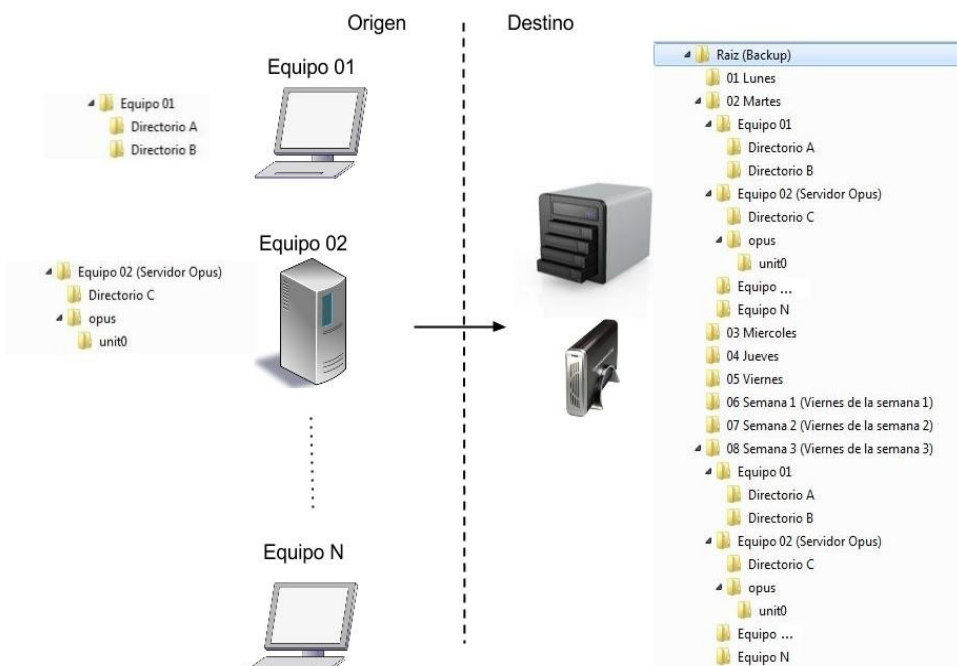 Origen
Destino
Equipo 01
Equipo 01
Directorio A
Directorio B
Equipo 02
Equipo 02 (Servidor Opus)
Directorio C
opus
unit0
Equipo N
Raiz (Backup)
01 Lunes
02 Martes
Equipo 01
Directorio A
Directorio B
Equipo 02 (Servidor Opus)
Directorio C
opus
unit0
Equipo ...
Equipo N
03 Miercoles
04 Jueves
05 Viernes
06 Semana 1 (Viernes de la semana 1)
07 Semana 2 (Viernes de la semana 2)
08 Semana 3 (Viernes de la semana 3)
Equipo 01
Directorio A
Directorio B
Equipo 02 (Servidor Opus)
Directorio C
opus
unit0
Equipo ...
Equipo N